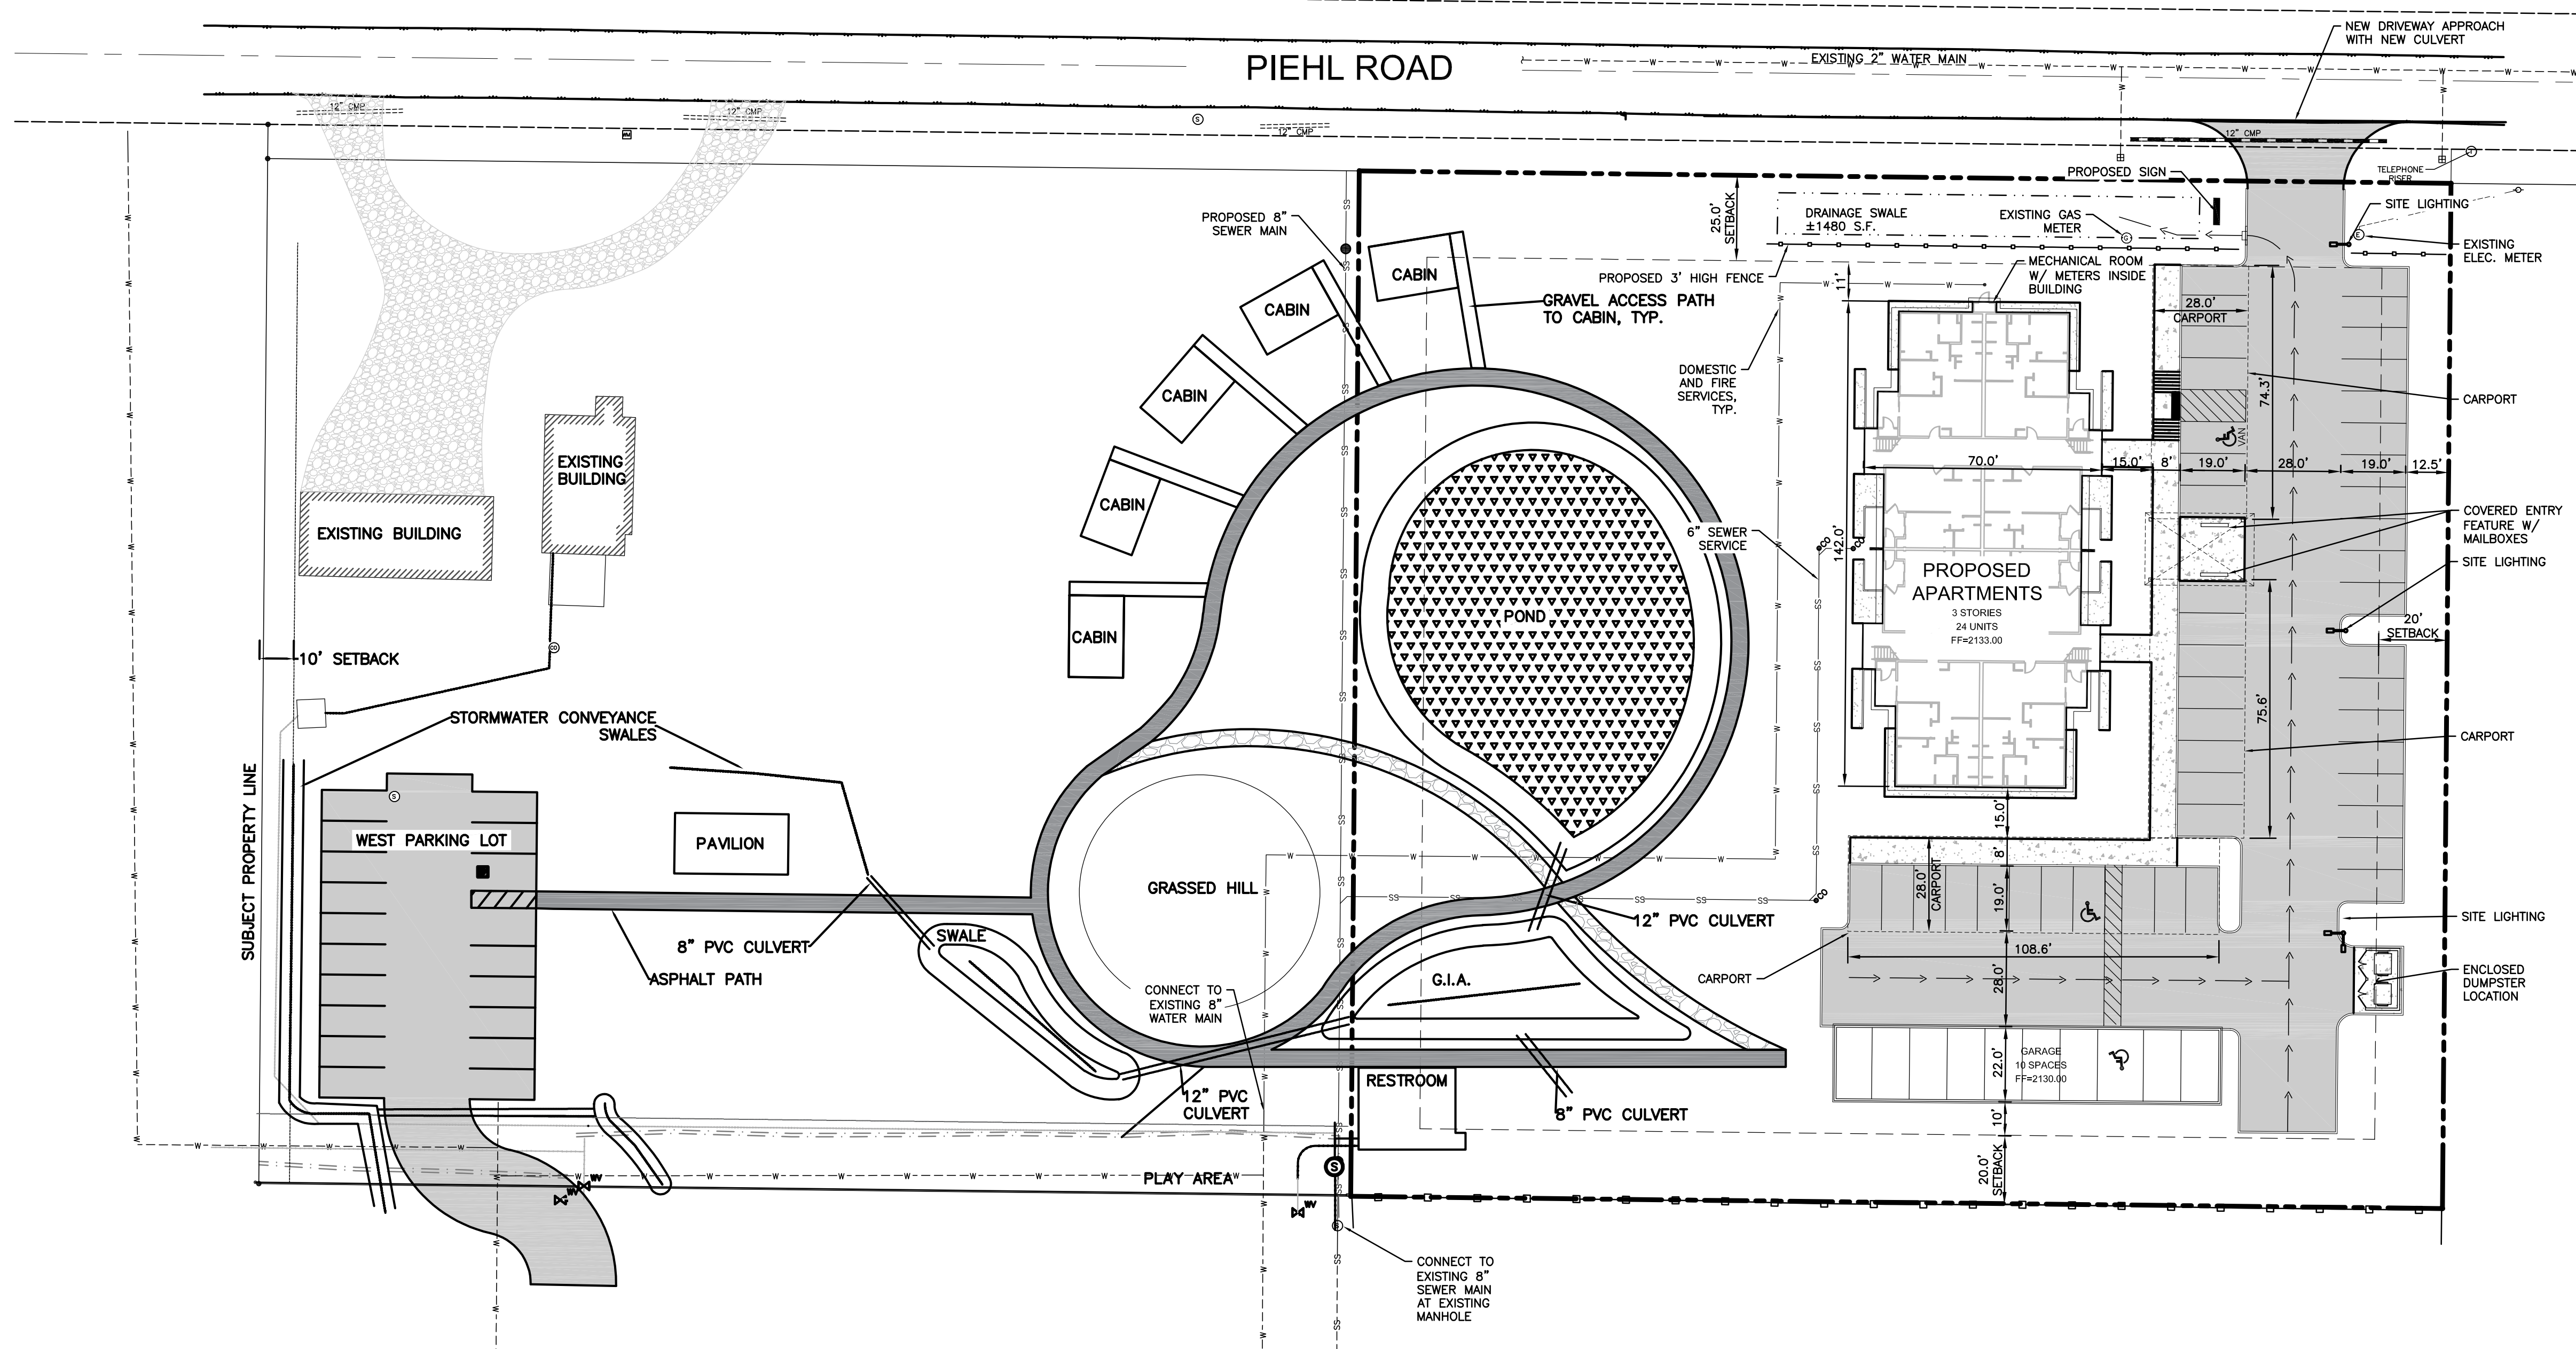 NEW DRIVEWAY APPROACH
WITH NEW CULVERT
PIEHL ROAD
EXISTING 2" WATER MAIN
12" CMP
12" CMP
12" CMP
12" CMP
TELEPHONE
RISER
PROPOSED SIGN
SITE LIGHTING
PROPOSED 8"
SEWER MAIN
25.0'
SETBACK
DRAINAGE SWALE
±1480 S.F.
EXISTING GAS
METER
EXISTING
ELEC. METER
PROPOSED 3' HIGH FENCE
MECHANICAL ROOM
W/ METERS INSIDE
BUILDING
CABIN
CABIN
CABIN
CABIN
CABIN
GRAVEL ACCESS PATH
TO CABIN, TYP.
11'
28.0'
CARPORT
DOMESTIC
AND FIRE
SERVICES,
TYP.
74.3'
CARPORT
VAN
EXISTING
BUILDING
EXISTING BUILDING
70.0'
15.0'
8'
19.0'
28.0'
19.0'
12.5'
6" SEWER
SERVICE
CO
CO
142.0'
COVERED ENTRY
FEATURE W/
MAILBOXES
SITE LIGHTING
PROPOSED
APARTMENTS
3 STORIES
24 UNITS
FF=2133.00
POND
20'
SETBACK
10' SETBACK
CO
STORMWATER CONVEYANCE
SWALES
75.6'
CARPORT
SUBJECT PROPERTY LINE
WEST PARKING LOT
PAVILION
GRASSED HILL
15.0'
8'
28.0'
CARPORT
19.0'
CO
12" PVC CULVERT
SITE LIGHTING
8" PVC CULVERT
SWALE
ASPHALT PATH
G.I.A.
108.6'
CARPORT
28.0'
ENCLOSED
DUMPSTER
LOCATION
CONNECT TO
EXISTING 8"
WATER MAIN
GARAGE
10 SPACES
FF=2130.00
22.0'
RESTROOM
12" PVC
CULVERT
8" PVC CULVERT
10'
20.0'
SETBACK
PLAY AREA
WV
WV
WV
S
CONNECT TO
EXISTING 8"
SEWER MAIN
AT EXISTING
MANHOLE